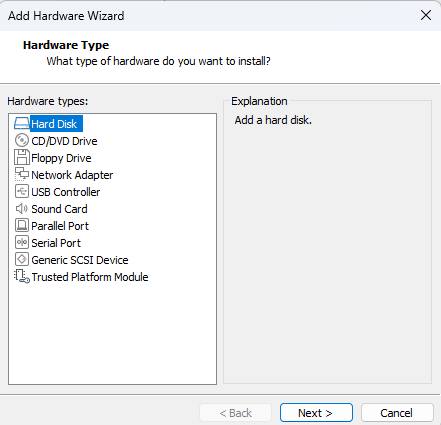 Add Hardware Wizard
Hardware Type
What type of hardware do you want to install?
Hardware types:
Hard Disk
CD/DVD Drive
Floppy Drive
Network Adapter
USB Controller
Sound Card
Parallel Port
Serial Port
Generic SCSI Device
Trusted Platform Module
Explanation
Add a hard disk.
< Back
Next >
Cancel